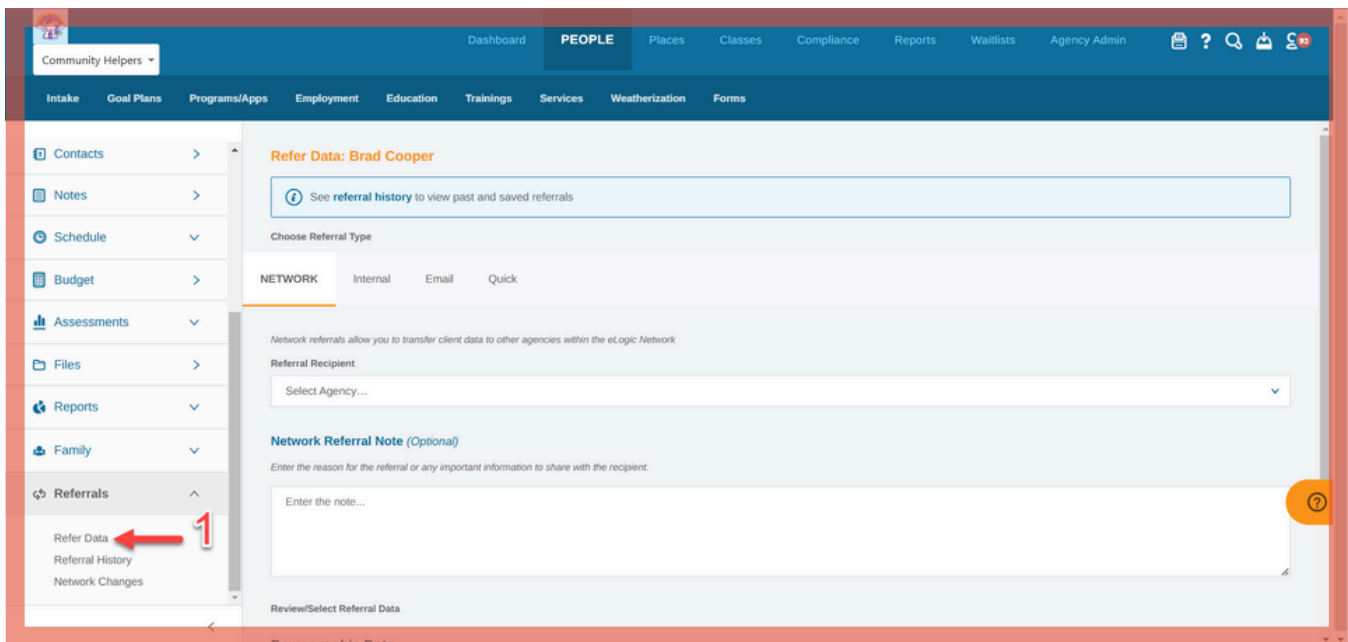 Dashboard PEOPLE Places Classes Compliance Reports Waitlists Agency Admin ? 93
Community Helpers
Intake Goal Plans Programs/Apps Employment Education Trainings Services Weatherization Forms
Contacts
Notes
Schedule
Budget
Assessments
Files
Reports
Family
Referrals
Refer Data
1
Referral History
Network Changes
Refer Data: Brad Cooper
i See referral history to view past and saved referrals
Choose Referral Type
NETWORK Internal Email Quick
Network referrals allow you to transfer client data to other agencies within the eLogic Network
Referral Recipient
Select Agency...
Network Referral Note (Optional)
Enter the reason for the referral or any important information to share with the recipient.
Enter the note...
?
Review/Select Referral Data